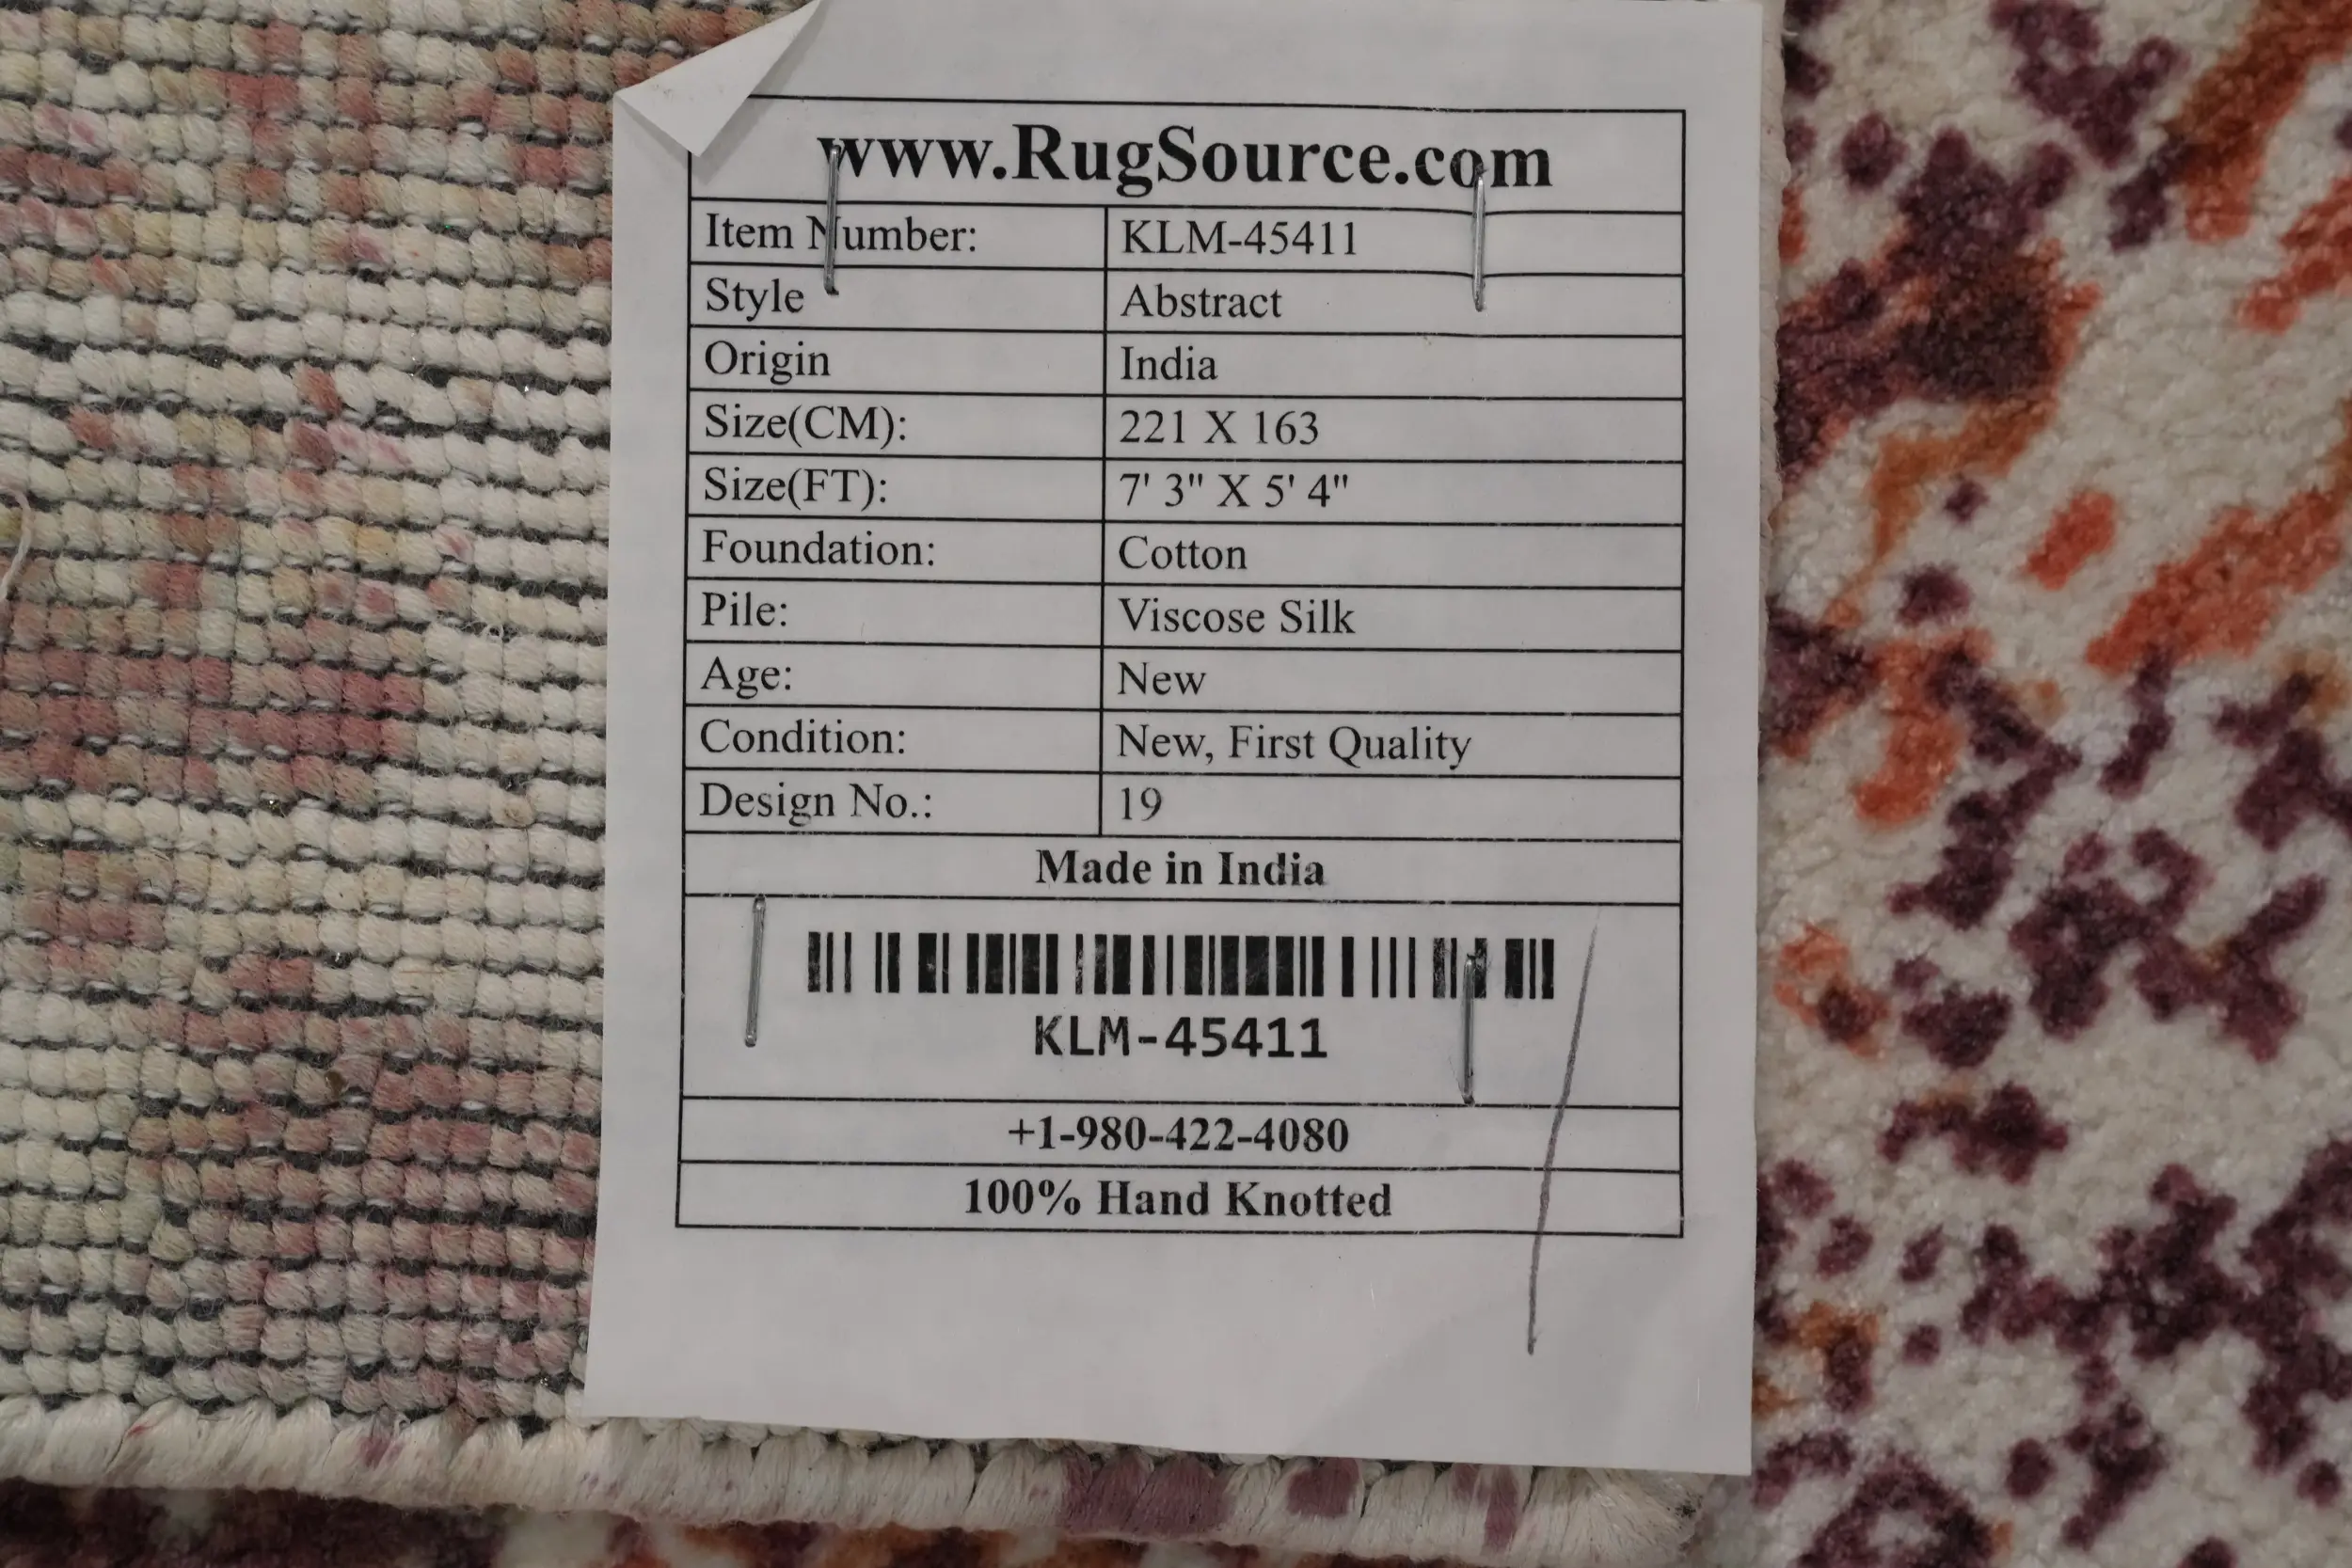 www.RugSource.com
Item Number: KLM-45411
Style Abstract
Origin India
Size(CM): 221 X 163
Size(FT): 7' 3" X 5' 4"
Foundation: Cotton
Pile: Viscose Silk
Age: New
Condition: New, First Quality
Design No.: 19
Made in India
KLM-45411
+1-980-422-4080
100% Hand Knotted